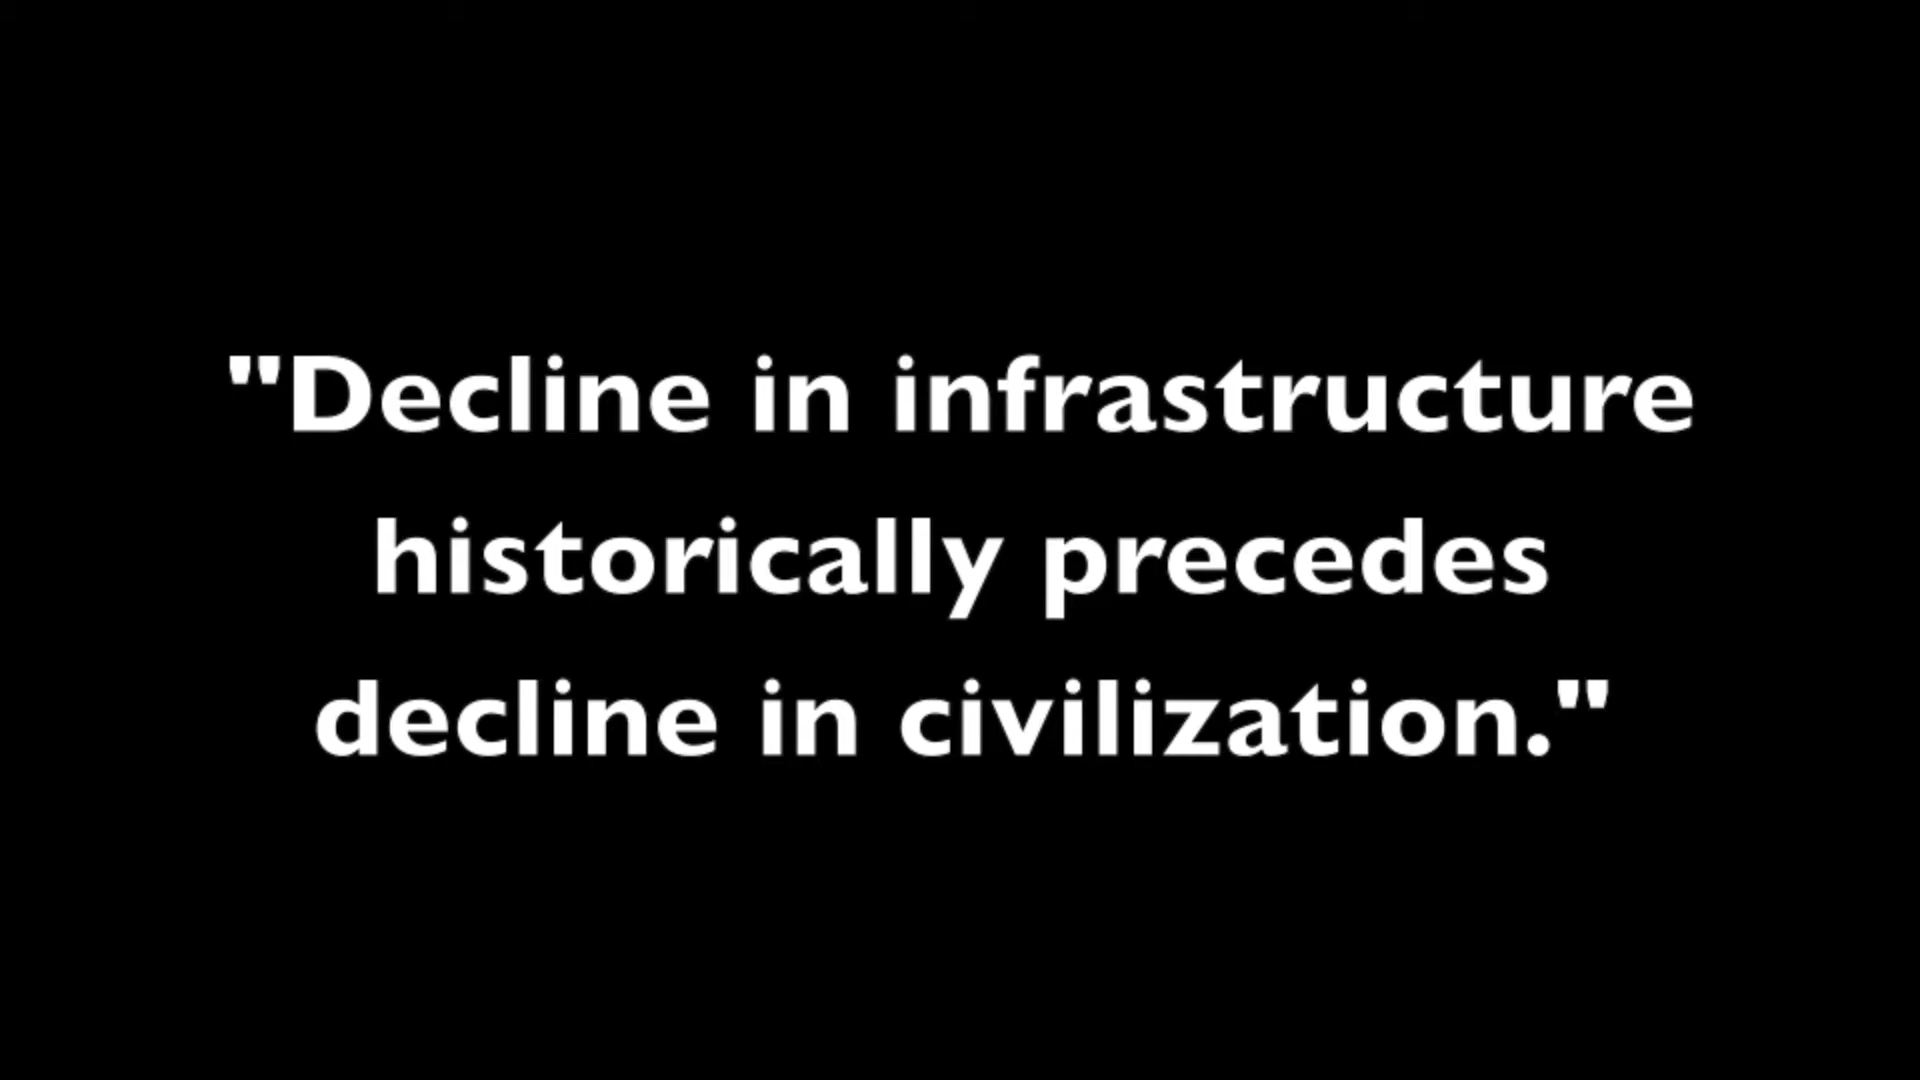 "Decline in infrastructure
historically precedes
decline in civilization."